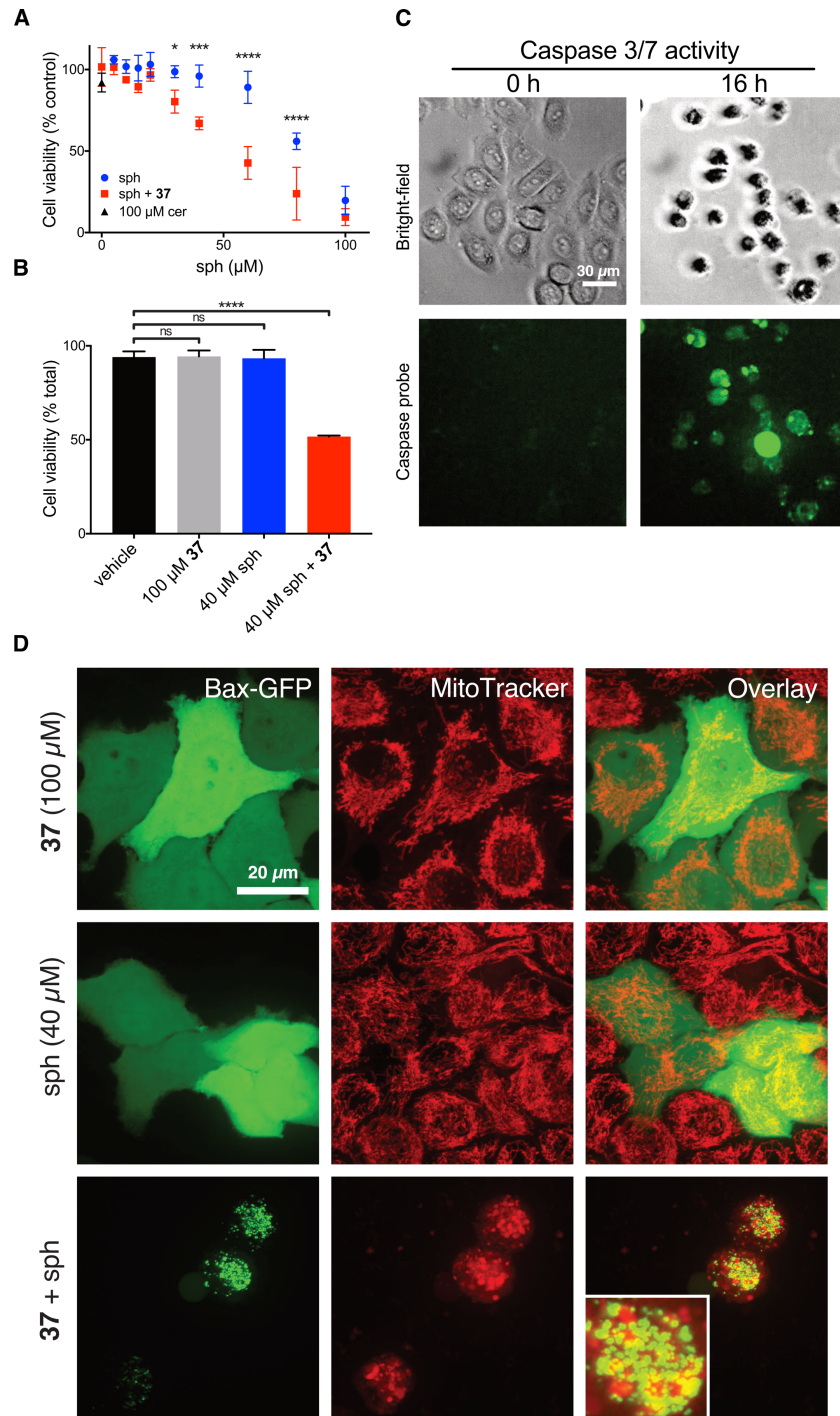 A
* *** **** ****
Cell viability (% control)
100
50
0
sph
sph + 37
100 µM cer
0 50 100
sph (µM)
B
****
ns
ns
Cell viability (% total)
100
50
0
vehicle
100 µM 37
40 µM sph
40 µM sph + 37
C
Caspase 3/7 activity
0 h 16 h
Britght-field
30 µm
Caspase probe
D
37 (100 µM)
Bax-GFP MitoTracker Overlay
20 µm
sph (40 µM)
37 + sph